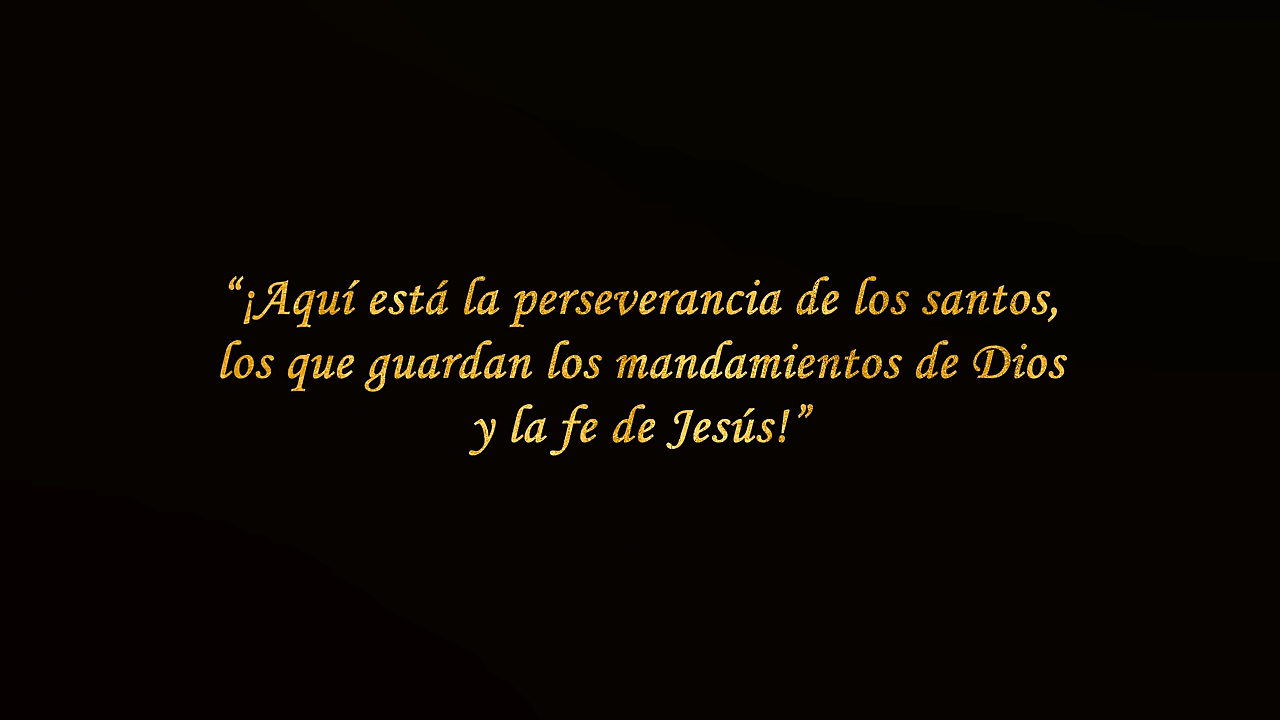 “¡Aquí está la perseverancia de los santos,
los que guardan los mandamientos de Dios
y la fe de Jesús!”